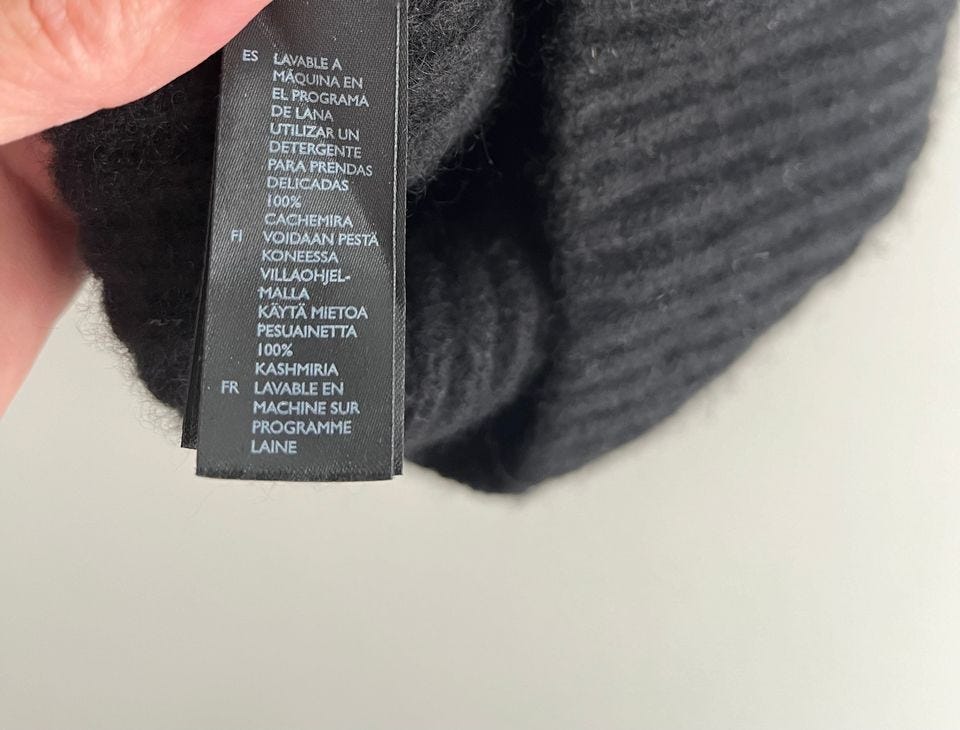 ES LAVABLE A
MÁQUINA EN
EL PROGRAMA
DE LANA
UTILIZAR UN
DETERGENTE
PARA PRENDAS
DELICADAS
100%
CACHEMIRA
FI VOIDAAN PESTÄ
KONEESSA
VILLAOHJEL-
MALLA
KÄYTÄ MIETOA
PESUAINETTA
100%
KASHMIRIA
FR LAVABLE EN
MACHINE SUR
PROGRAMME
LAINE